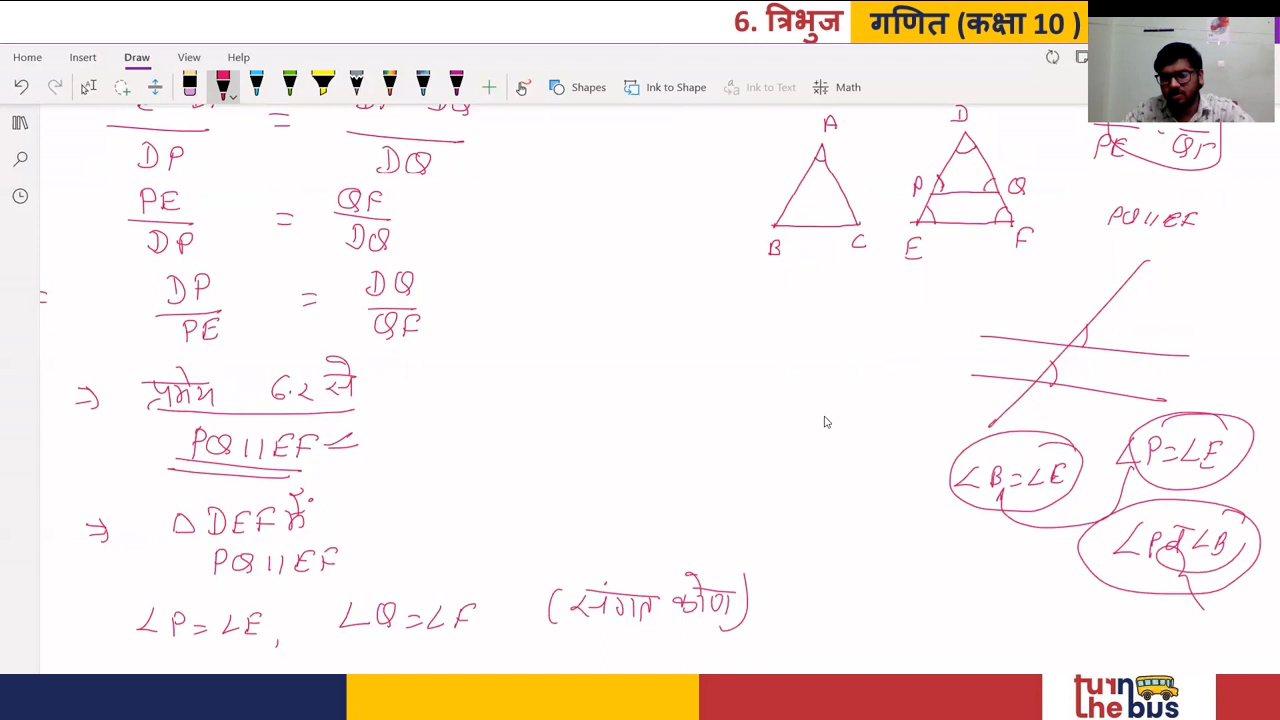 6. त्रिभुज गणित (कक्षा 10 )
Home Insert Draw View Help
Shapes Ink to Shape Ink to Text Math
DP = DQ
PE/DP = QF/DQ
= DP/PE = DQ/QF
⇒ प्रमेय 6.2 से
PQ || EF
⇒ △ DEF में
PQ || EF
∠P = ∠E, ∠Q = ∠F (संगत कोण)
A
B C
D
P Q
E F
PE QF
PQ || EF
∠B = ∠E
∠P = ∠E
∠P = ∠B
turn
the bus